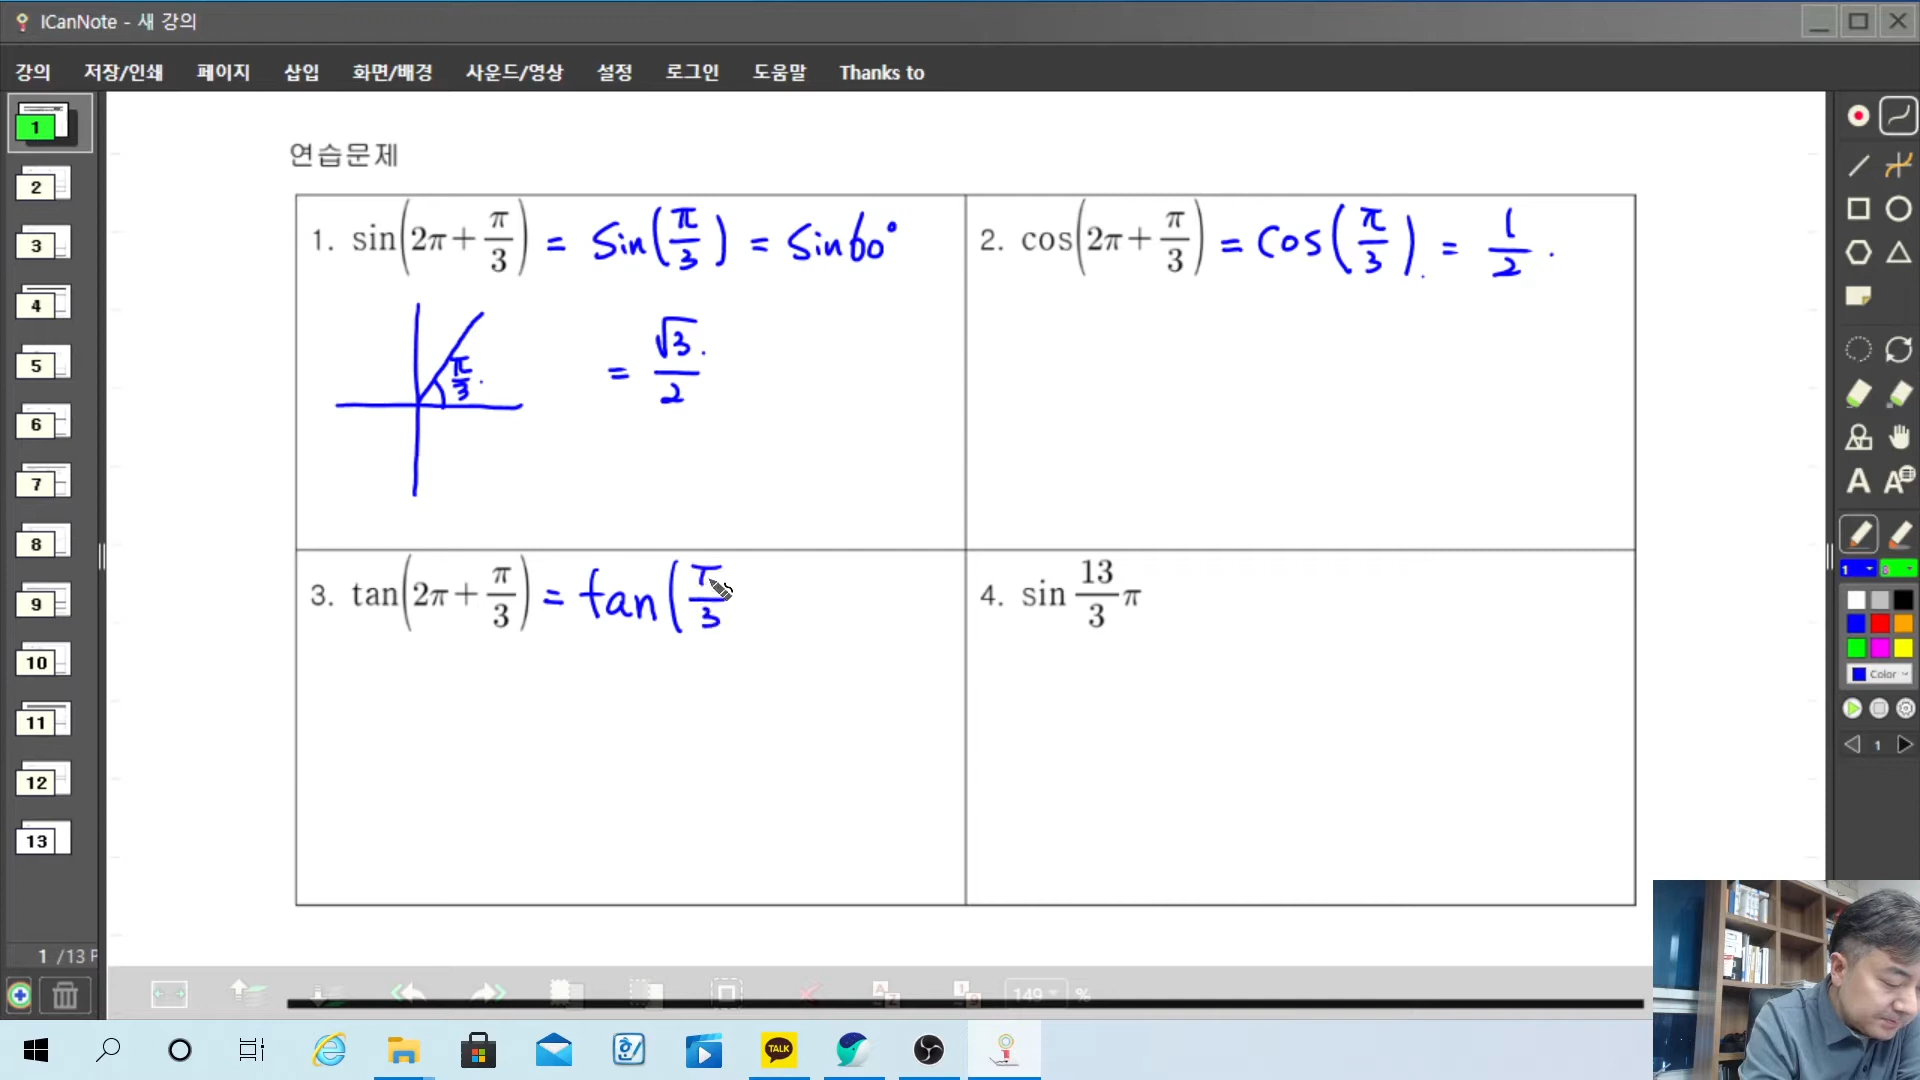 ICanNote - 새 강의
강의 저장/인쇄 페이지 삽입 화면/배경 사운드/영상 설정 로그인 도움말 Thanks to
1
2
3
4
5
6
7
8
9
10
11
12
13
1 /13 P
연습문제
1. sin(2π + π/3) = sin(π/3) = sin60°
π/3.
= √3/2.
2. cos(2π + π/3) = cos(π/3). = 1/2.
3. tan(2π + π/3) = tan(π/3
4. sin 13/3 π
A A
1
Color
1
149 %
TALK